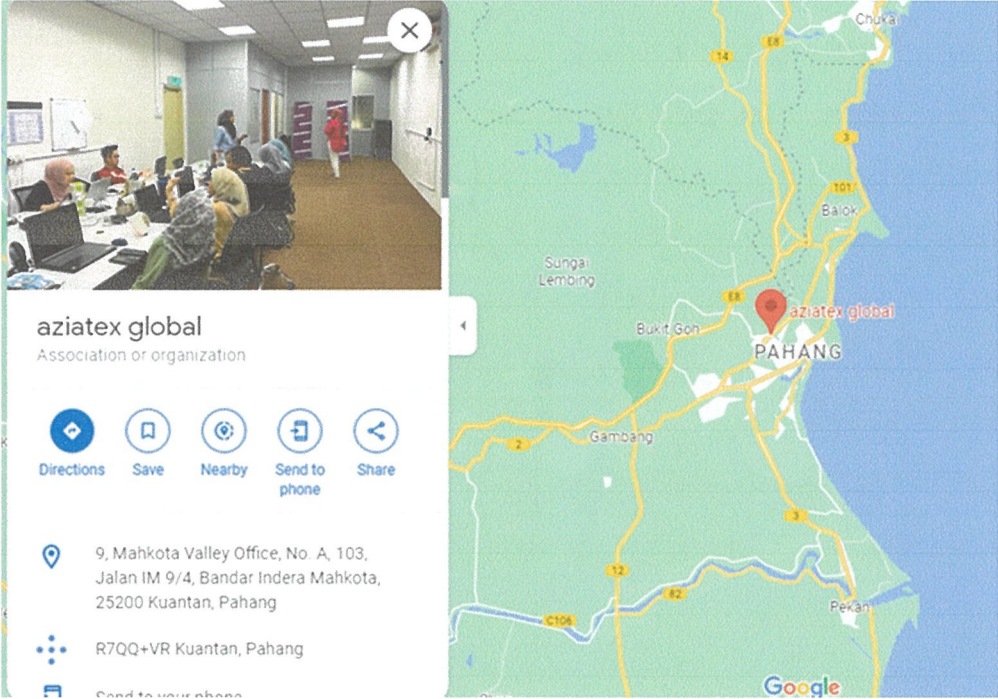 aziatex global
Association or organization
Directions
Save
Nearby
Send to
phone
Share
9, Mahkota Valley Office, No. A, 103,
Jalan IM 9/4, Bandar Indera Mahkota,
25200 Kuantan, Pahang
R7QQ+VR Kuantan, Pahang
Send to your phone
Chukai
14
E8
3
101
Balok
Sungai
Lembing
E8
aziatex global
Bukit Goh
PAHANG
2
Gambang
3
12
82
C106
Pekan
Google